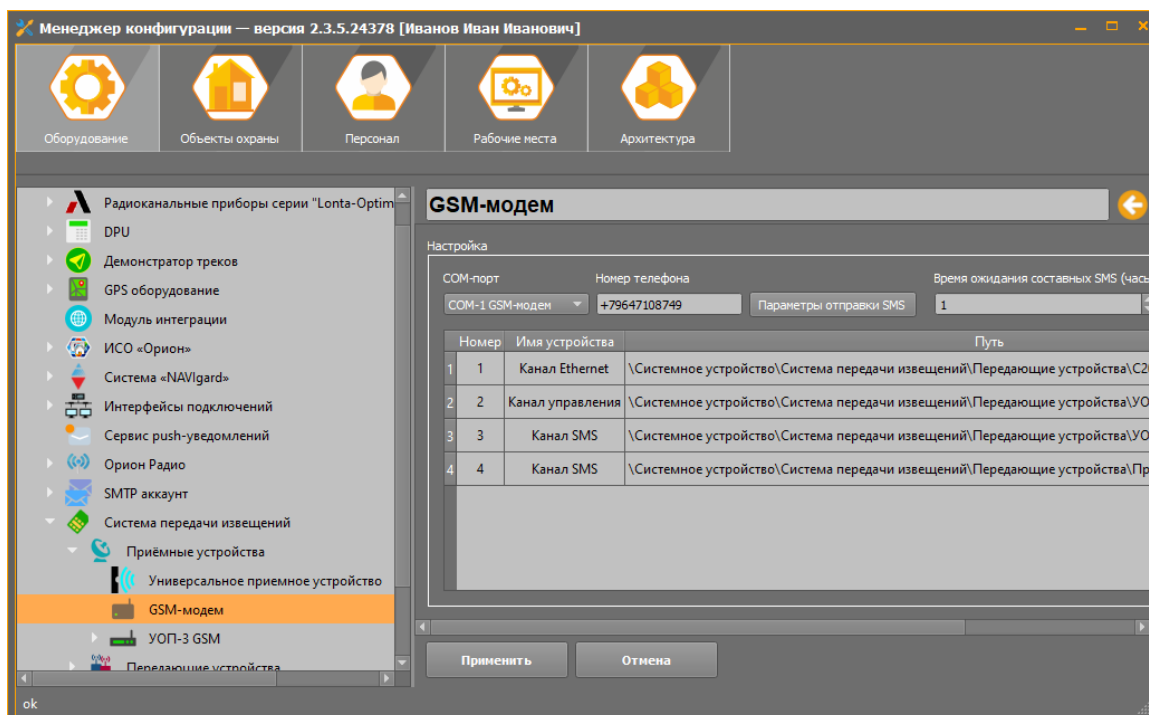 Менеджер конфигурации — версия 2.3.5.24378 [Иванов Иван Иванович]
Оборудование
Объекты охраны
Персонал
Рабочие места
Архитектура
Радиоканальные приборы серии "Lonta-Optim
DPU
Демонстратор треков
GPS оборудование
Модуль интеграции
ИСО «Орион»
Система «NAVIgard»
Интерфейсы подключений
Сервис push-уведомлений
Орион Радио
SMTP аккаунт
Система передачи извещений
Приёмные устройства
Универсальное приемное устройство
GSM-модем
УОП-3 GSM
Передающие устройства
GSM-модем
Настройка
COM-порт Номер телефона Время ожидания составных SMS (часы
COM-1 GSM-модем +79647108749 Параметры отправки SMS 1
Номер Имя устройства Путь
1 1 Канал Ethernet \Системное устройство\Система передачи извещений\Передающие устройства\С20
2 2 Канал управления \Системное устройство\Система передачи извещений\Передающие устройства\УО
3 3 Канал SMS \Системное устройство\Система передачи извещений\Передающие устройства\УО
4 4 Канал SMS \Системное устройство\Система передачи извещений\Передающие устройства\Пр
Применить Отмена
ok